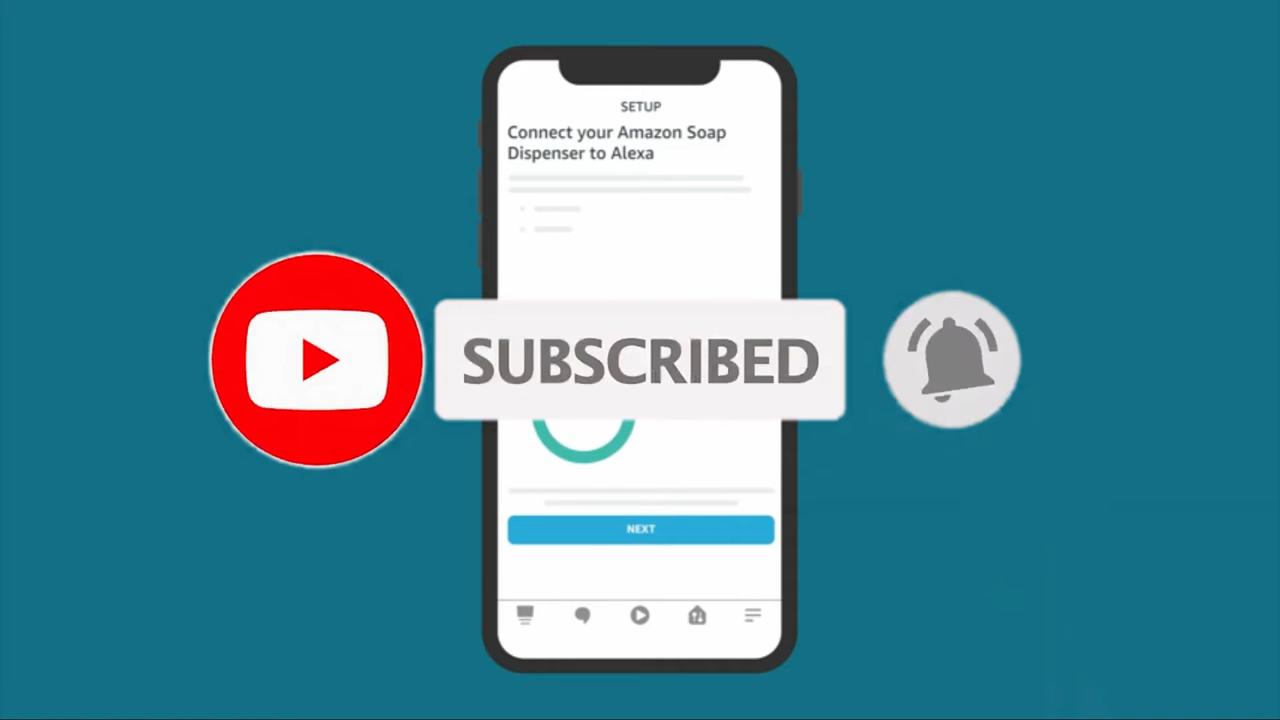 SETUP
Connect your Amazon Soap
Dispenser to Alexa
SUBSCRIBED
NEXT